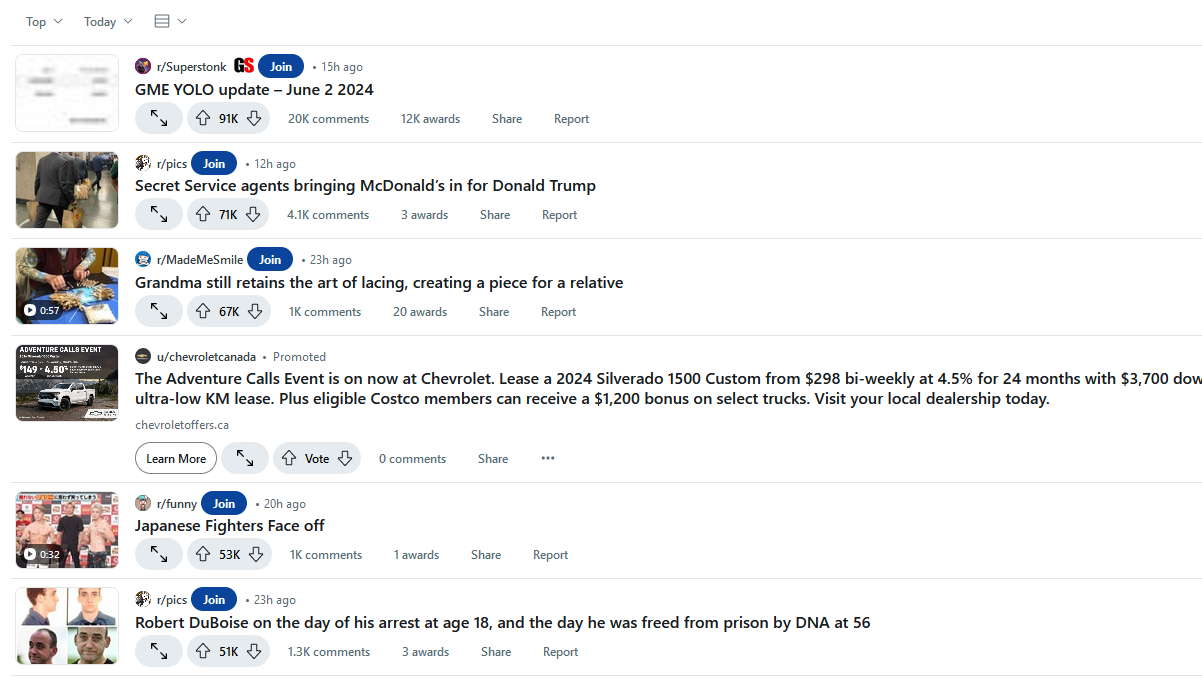 Top Today
r/Superstonk GS Join • 15h ago
GME YOLO update – June 2 2024
91K 20K comments 12K awards Share Report
r/pics Join • 12h ago
Secret Service agents bringing McDonald's in for Donald Trump
71K 4.1K comments 3 awards Share Report
r/MadeMeSmile Join • 23h ago
Grandma still retains the art of lacing, creating a piece for a relative
0:57
67K 1K comments 20 awards Share Report
ADVENTURE CALLS EVENT
$149 • 4.50%
u/chevroletcanada • Promoted
The Adventure Calls Event is on now at Chevrolet. Lease a 2024 Silverado 1500 Custom from $298 bi-weekly at 4.5% for 24 months with $3,700 dow
ultra-low KM lease. Plus eligible Costco members can receive a $1,200 bonus on select trucks. Visit your local dealership today.
chevroletoffers.ca
Learn More Vote 0 comments Share •••
r/funny Join • 20h ago
Japanese Fighters Face off
0:32
53K 1K comments 1 awards Share Report
r/pics Join • 23h ago
Robert DuBoise on the day of his arrest at age 18, and the day he was freed from prison by DNA at 56
51K 1.3K comments 3 awards Share Report